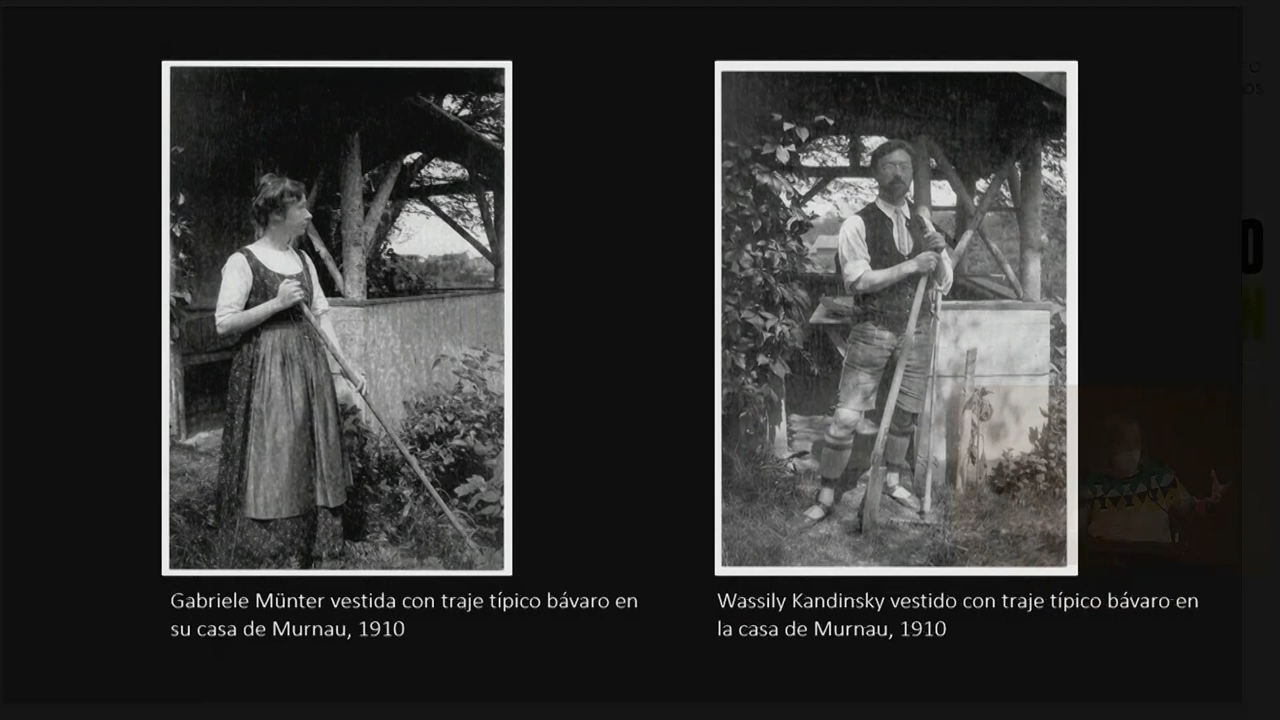 Gabriele Münter vestida con traje típico bávaro en
su casa de Murnau, 1910
Wassily Kandinsky vestido con traje típico bávaro en
la casa de Murnau, 1910